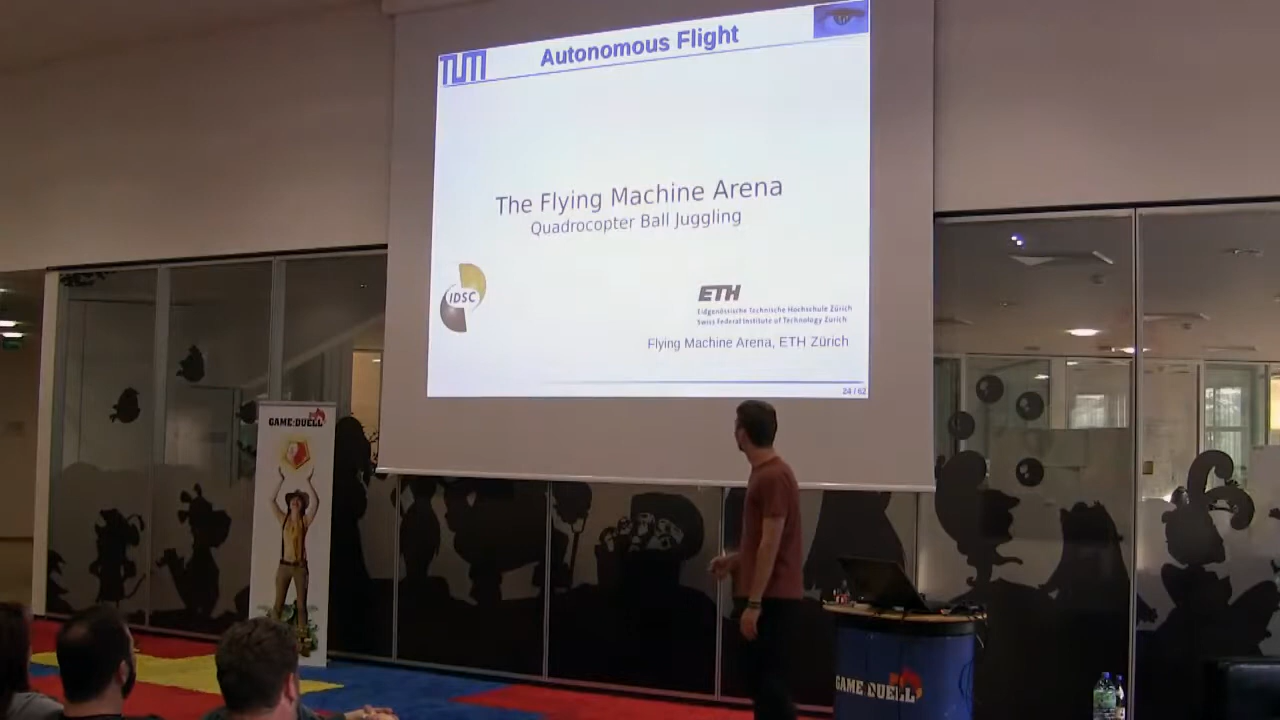 TUM
Autonomous Flight
The Flying Machine Arena
Quadrocopter Ball Juggling
IDSC
ETH
Eidgenössische Technische Hochschule Zürich
Swiss Federal Institute of Technology Zurich
Flying Machine Arena, ETH Zürich
24 / 62
GAME DUELL
GAME DUELL